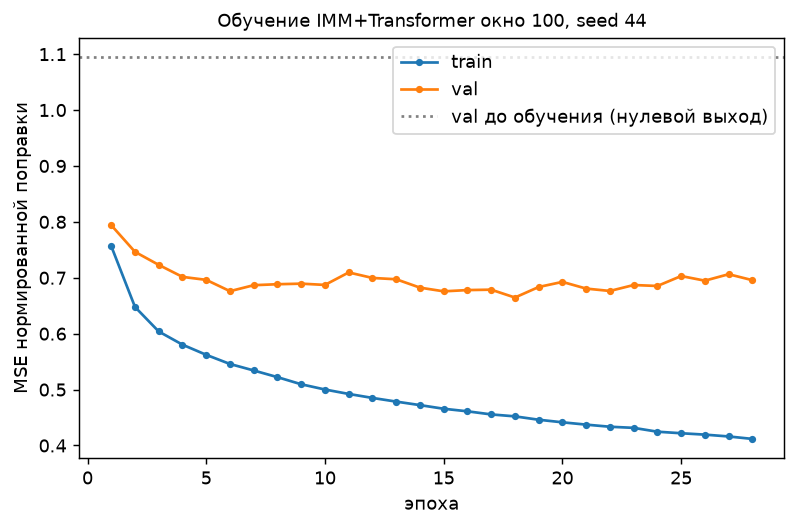 Обучение IMM+Transformer окно 100, seed 44
MSE нормированной поправки
1.1
1.0
0.9
0.8
0.7
0.6
0.5
0.4
train
val
val до обучения (нулевой выход)
0
5
10
15
20
25
эпоха